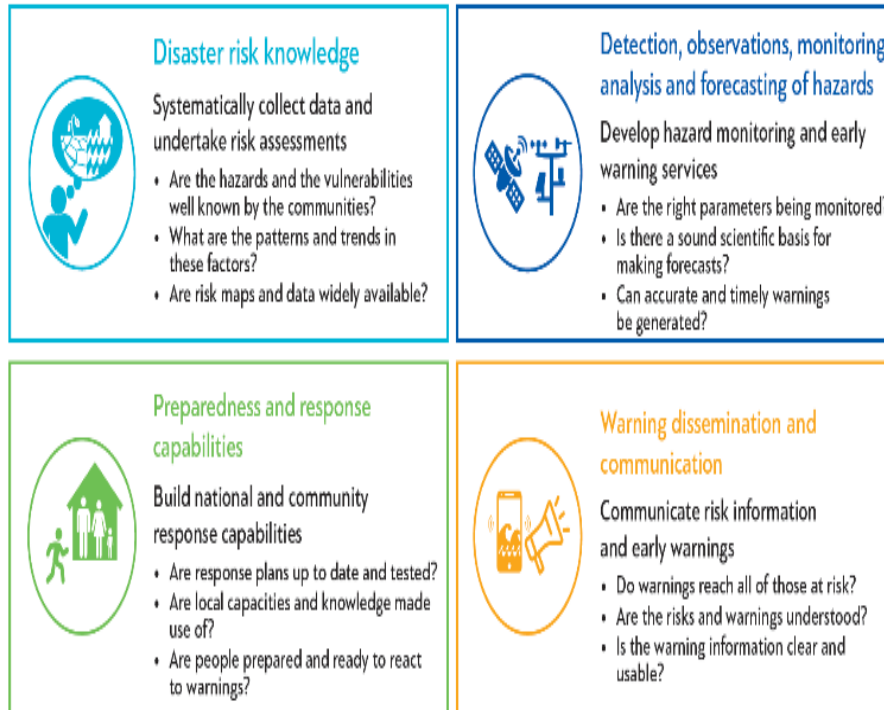 Disaster risk knowledge
Systematically collect data and
undertake risk assessments
• Are the hazards and the vulnerabilities
well known by the communities?
• What are the patterns and trends in
these factors?
• Are risk maps and data widely available?
Detection, observations, monitoring
analysis and forecasting of hazards
Develop hazard monitoring and early
warning services
• Are the right parameters being monitored?
• Is there a sound scientific basis for
making forecasts?
• Can accurate and timely warnings
be generated?
Preparedness and response
capabilities
Build national and community
response capabilities
• Are response plans up to date and tested?
• Are local capacities and knowledge made
use of?
• Are people prepared and ready to react
to warnings?
Warning dissemination and
communication
Communicate risk information
and early warnings
• Do warnings reach all of those at risk?
• Are the risks and warnings understood?
• Is the warning information clear and
usable?